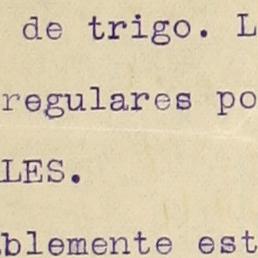 de trigo. L
regulares po
LES.
blemente est